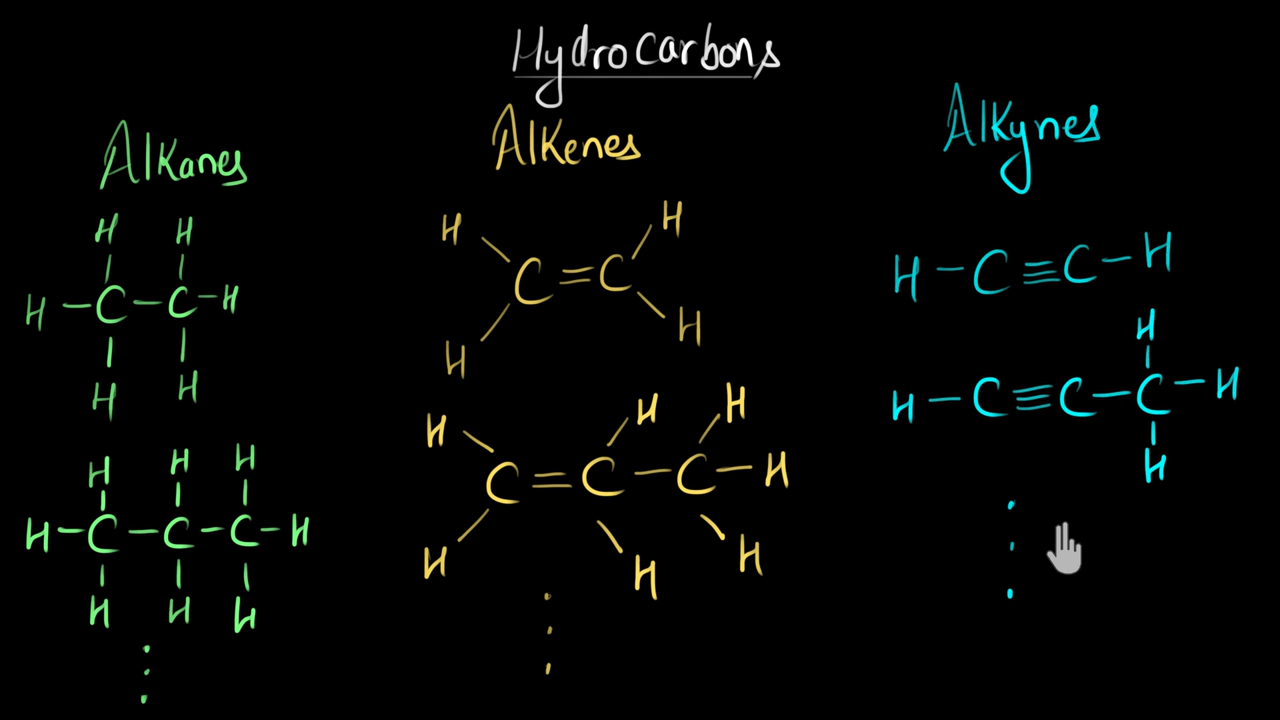 HydroCarbons
Alkanes
Alkenes
Alkynes
H H
H-C-C-H
H H
H H H
H-C-C-C-H
H H H
H H
C=C
H H
H H H
C=C-C-H
H H H
H-C≡C-H
H
H-C≡C-C-H
H